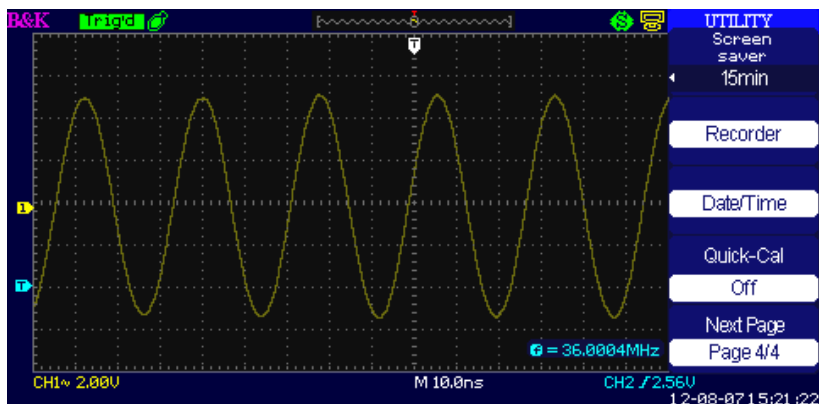 B&K Trig'd S UTILITY
Screen
saver
15min
T
Recorder
1
Date/Time
Quick-Cal
T
Off
Next Page
f = 36.0004MHz
Page 4/4
CH1~ 2.00V M 10.0ns CH2 ƒ 2.56V
12-08-07 15:21:22